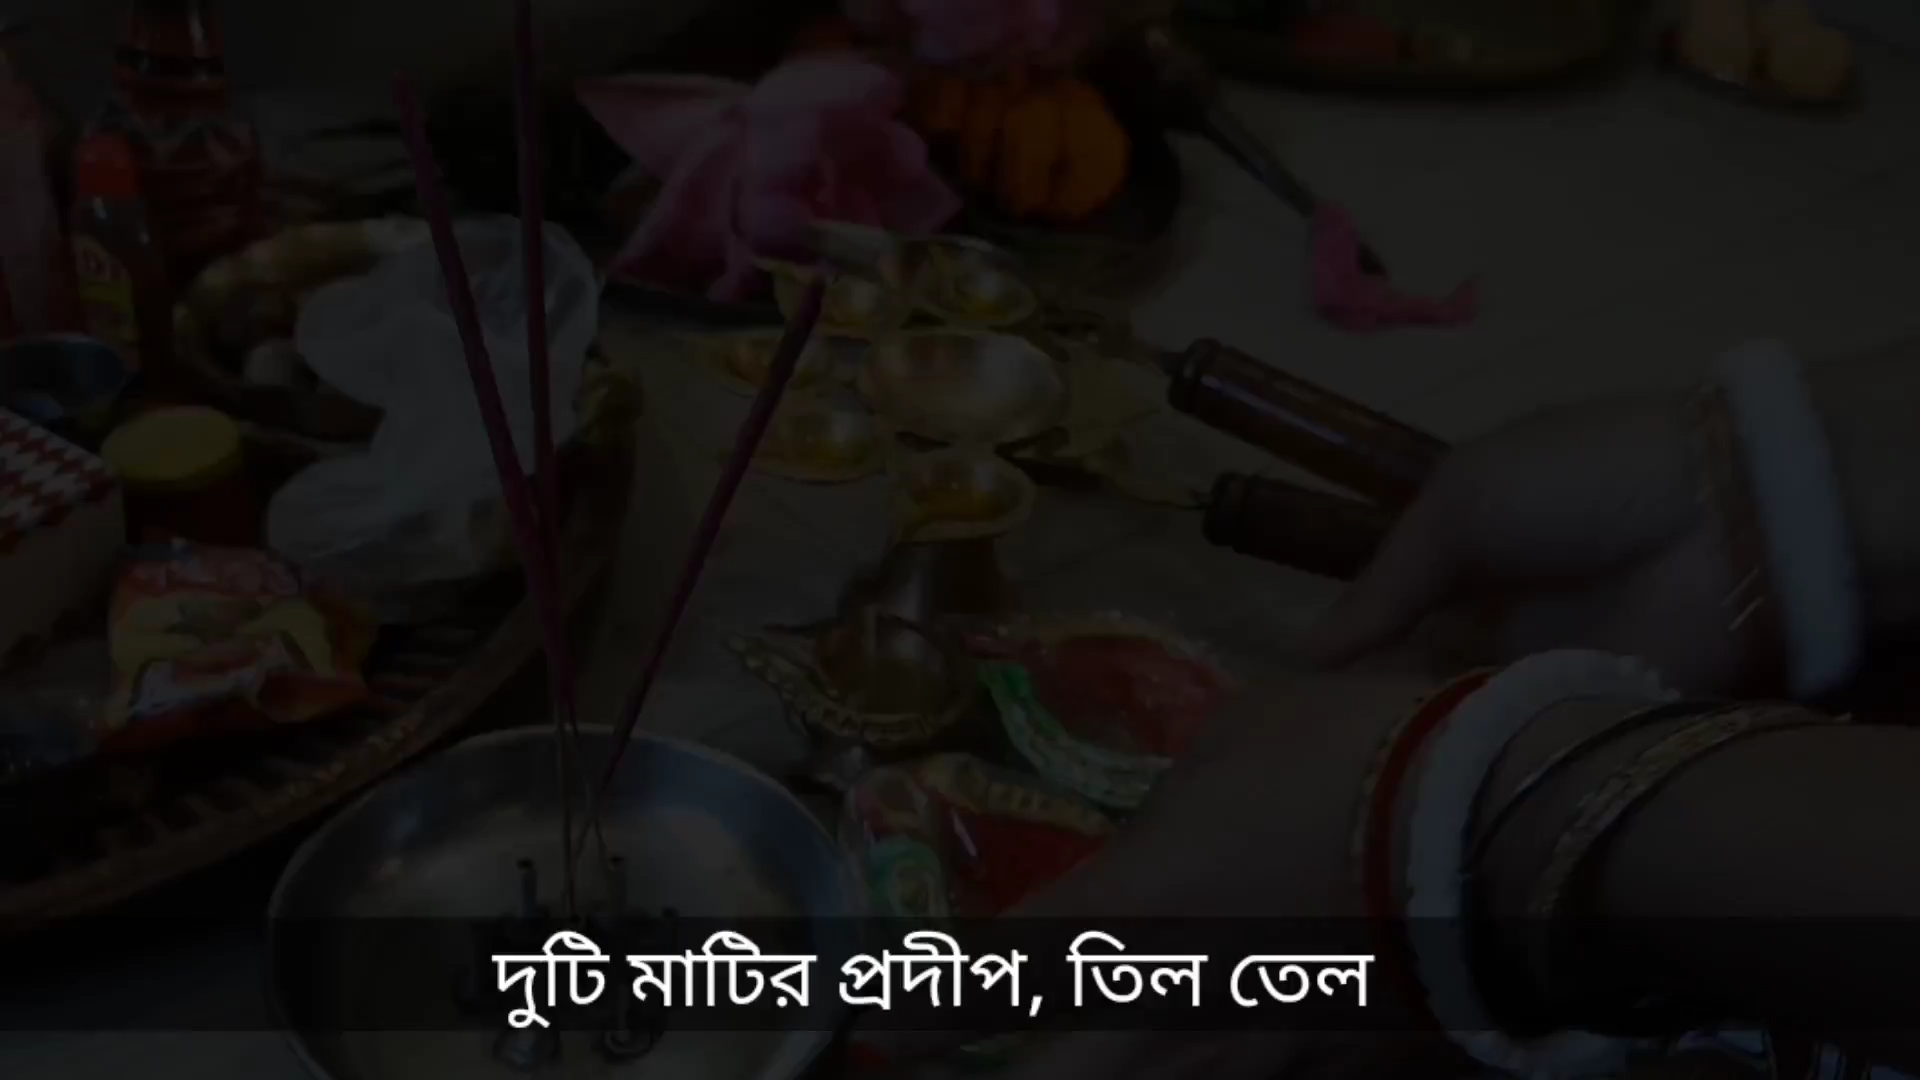 দুটি মাটির প্রদীপ, তিল তেল